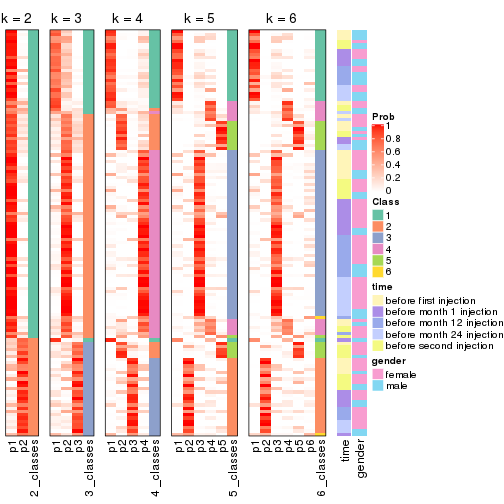 k = 2 k = 3 k = 4 k = 5 k = 6
Prob
1
0.8
0.6
0.4
0.2
0
Class
1
2
3
4
5
6
time
before first injection
before month 1 injection
before month 12 injection
before month 24 injection
before second injection
gender
female
male
p1 p2 2_classes p1 p2 p3 3_classes p1 p2 p3 p4 4_classes p1 p2 p3 p4 p5 5_classes p1 p2 p3 p4 p5 p6 6_classes time gender